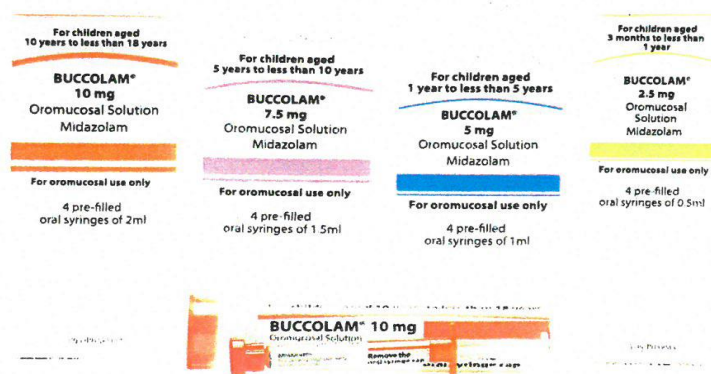 For children aged
10 years to less than 18 years
BUCCOLAM®
10 mg
Oromucosal Solution
Midazolam
For oromucosal use only
4 pre-filled
oral syringes of 2ml
For children aged
5 years to less than 10 years
BUCCOLAM®
7.5 mg
Oromucosal Solution
Midazolam
For oromucosal use only
4 pre-filled
oral syringes of 1.5ml
For children aged
1 year to less than 5 years
BUCCOLAM®
5 mg
Oromucosal Solution
Midazolam
For oromucosal use only
4 pre-filled
oral syringes of 1ml
For children aged
3 months to less than
1 year
BUCCOLAM®
2.5 mg
Oromucosal
Solution
Midazolam
For oromucosal use only
4 pre-filled
oral syringes of 0.5ml
BUCCOLAM® 10 mg
Oromucosal Solution
Remove the
oral syringe cap